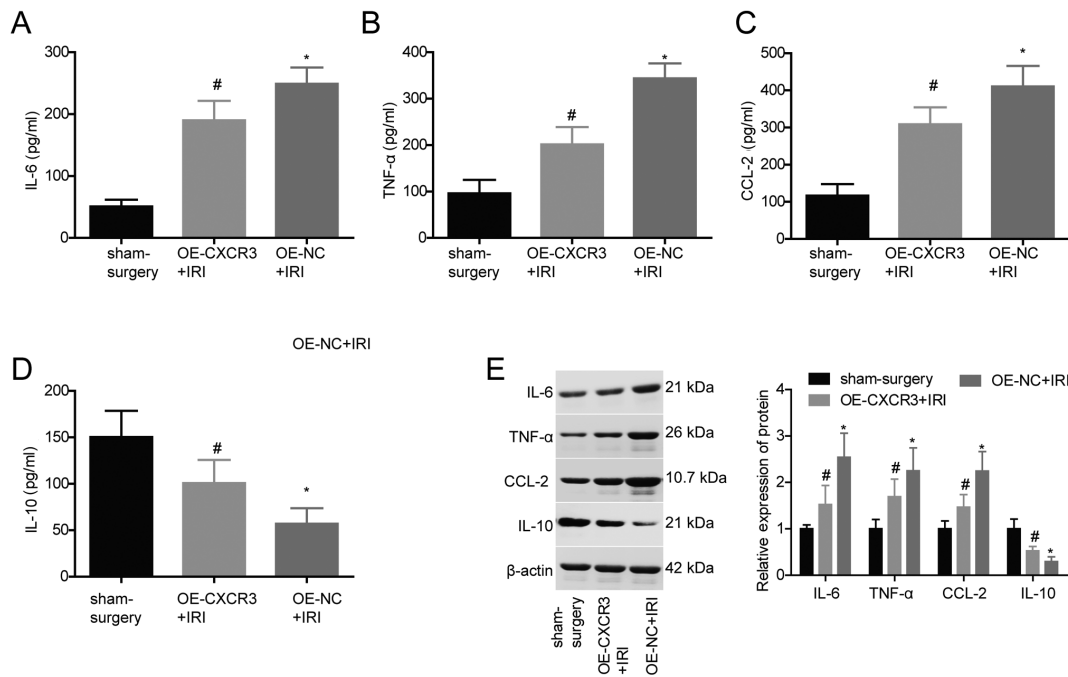 A
IL-6 (pg/ml)
300
200
100
0
#
*
sham-
surgery
OE-CXCR3
+IRI
OE-NC
+IRI
B
TNF-α (pg/ml)
400
300
200
100
0
#
*
sham-
surgery
OE-CXCR3
+IRI
OE-NC
+IRI
C
CCL-2 (pg/ml)
500
400
300
200
100
0
#
*
sham-
surgery
OE-CXCR3
+IRI
OE-NC
+IRI
OE-NC+IRI
D
IL-10 (pg/ml)
200
150
100
50
0
#
*
sham-
surgery
OE-CXCR3
+IRI
OE-NC
+IRI
E
IL-6 21 kDa
TNF-α 26 kDa
CCL-2 10.7 kDa
IL-10 21 kDa
β-actin 42 kDa
sham-
surgery
OE-CXCR3
+IRI
OE-NC+IRI
sham-surgery
OE-NC+IRI
OE-CXCR3+IRI
Relative expression of protein
4
3
2
1
0
# *
# *
# *
# *
IL-6 TNF-α CCL-2 IL-10